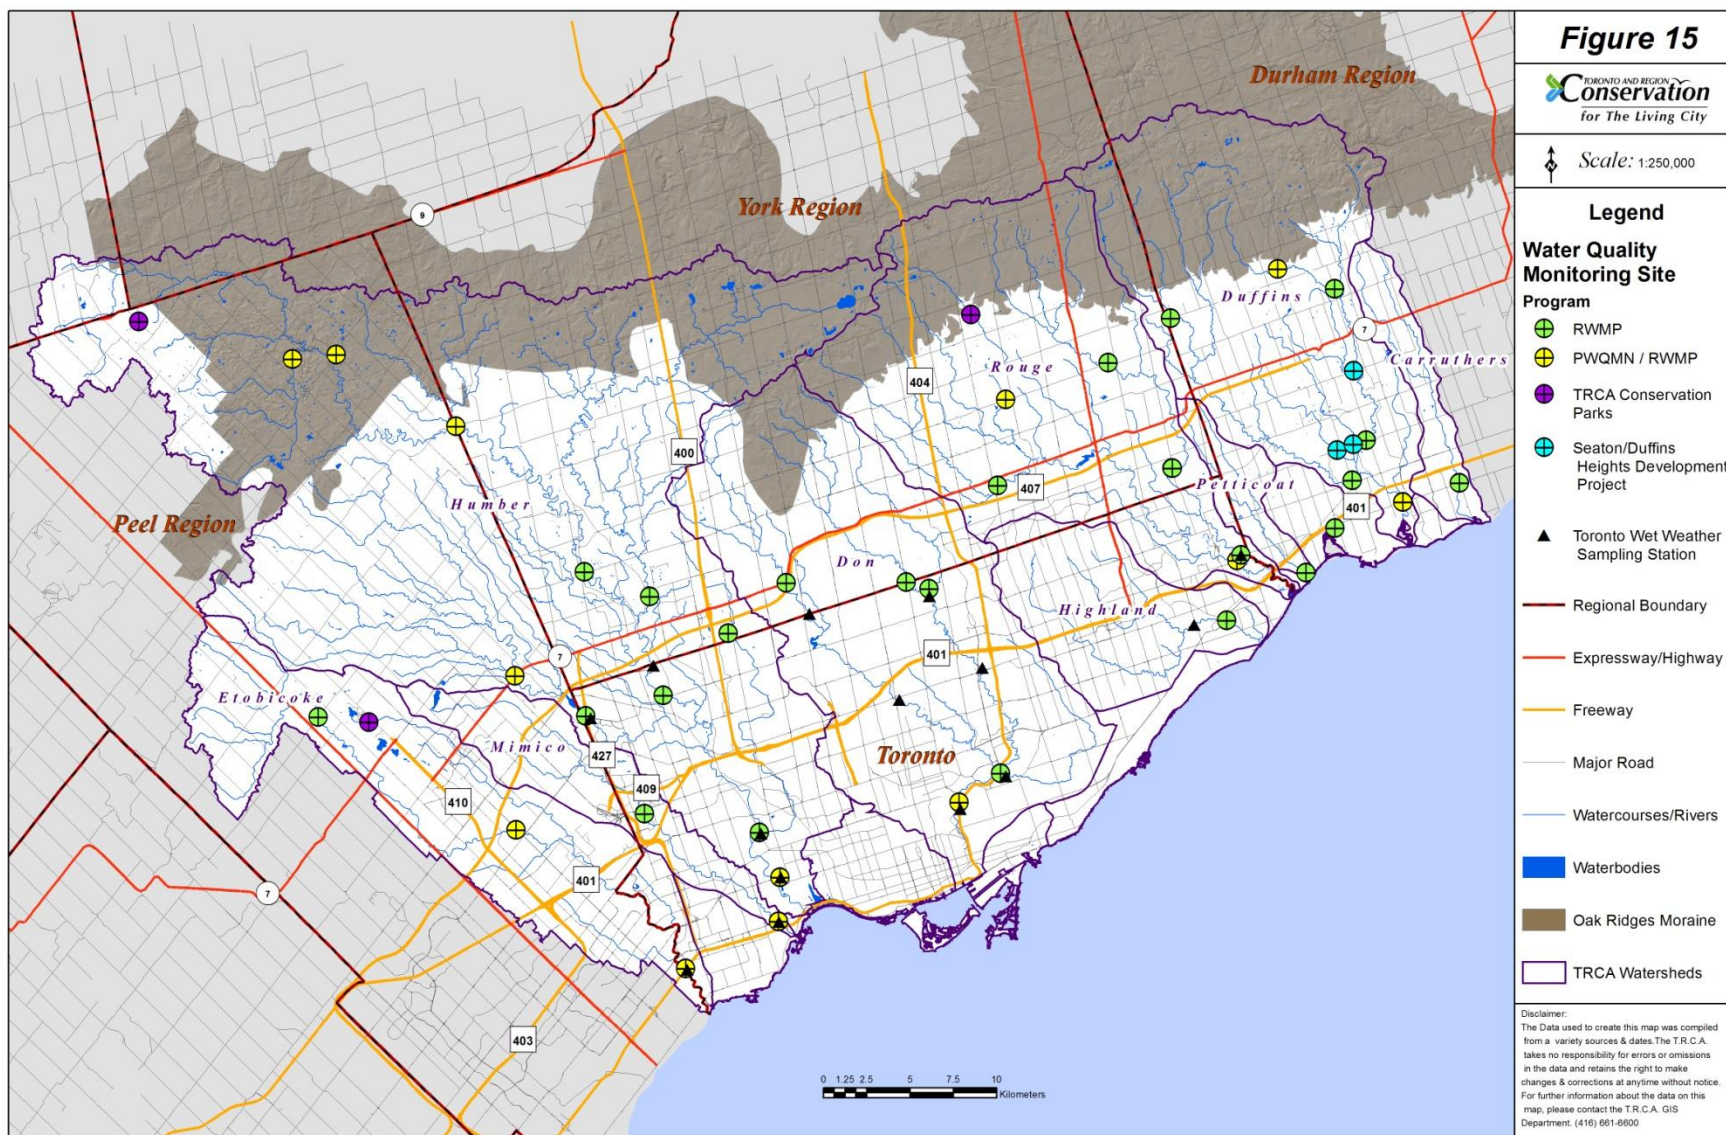 Figure 15
TORONTO AND REGION
Conservation
for The Living City
N
Scale: 1:250,000
Legend
Water Quality
Monitoring Site
Program
RWMP
PWQMN / RWMP
TRCA Conservation
Parks
Seaton/Duffins
Heights Development
Project
Toronto Wet Weather
Sampling Station
Regional Boundary
Expressway/Highway
Freeway
Major Road
Watercourses/Rivers
Waterbodies
Oak Ridges Moraine
TRCA Watersheds
Disclaimer:
The Data used to create this map was compiled
from a variety sources & dates.The T.R.C.A.
takes no responsibility for errors or omissions
in the data and retains the right to make
changes & corrections at anytime without notice.
For further information about the data on this
map, please contact the T.R.C.A. GIS
Department. (416) 661-6600
Durham Region
York Region
9
Duffins
7
Carruthers
Rouge
404
400
407
Petticoat
401
Humber
Peel Region
Don
Highland
401
7
Etobicoke
Mimico
427
Toronto
409
410
401
7
403
0 1.25 2.5 5 7.5 10
Kilometers